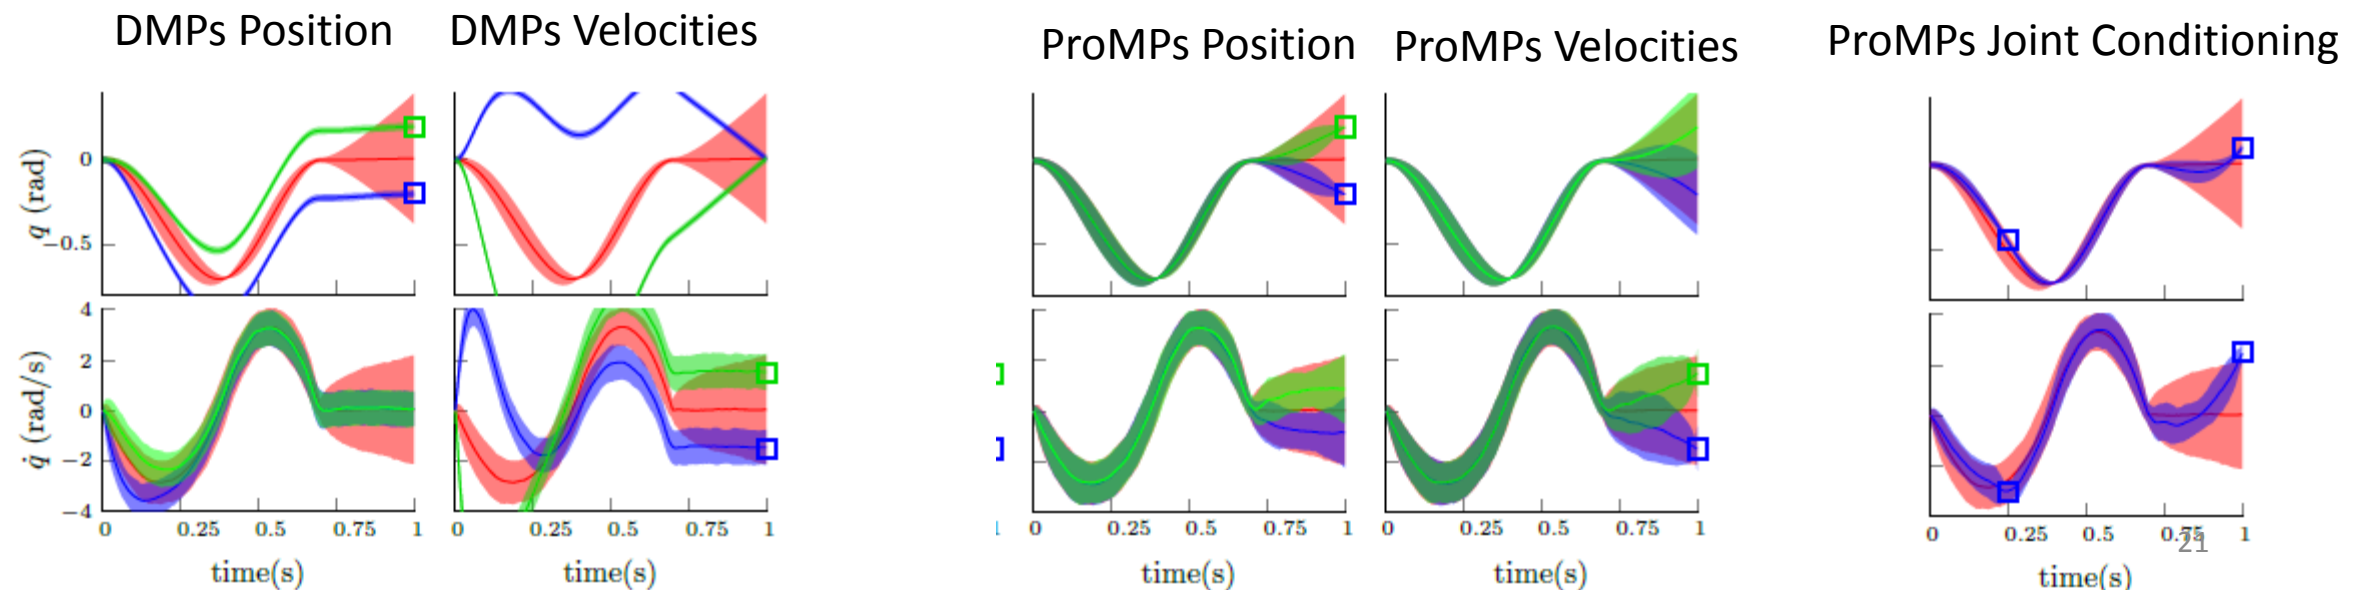 DMPs Position DMPs Velocities ProMPs Position ProMPs Velocities ProMPs Joint Conditioning
q (rad)
0
−0.5
q̇ (rad/s)
4
2
0
−2
−4
0 0.25 0.5 0.75 1 0 0.25 0.5 0.75 1 1 0 0.25 0.5 0.75 1 0 0.25 0.5 0.75 1 0 0.25 0.5 0.75 1
21
time(s) time(s) time(s) time(s) time(s)